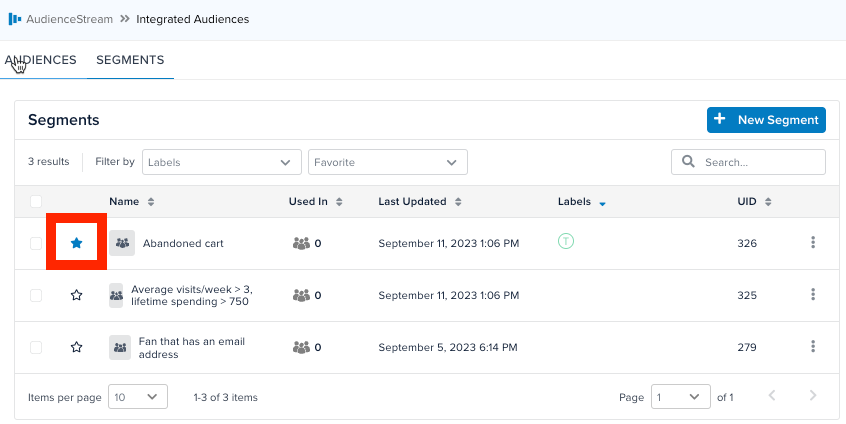 AudienceStream >> Integrated Audiences
AUDIENCES SEGMENTS
Segments
+ New Segment
3 results Filter by Labels Favorite Search...
Name Used In Last Updated Labels UID
Abandoned cart 0 September 11, 2023 1:06 PM T 326
Average visits/week > 3,
lifetime spending > 750
0 September 11, 2023 1:06 PM 325
Fan that has an email
address
0 September 5, 2023 6:14 PM 279
Items per page 10 1-3 of 3 items Page 1 of 1